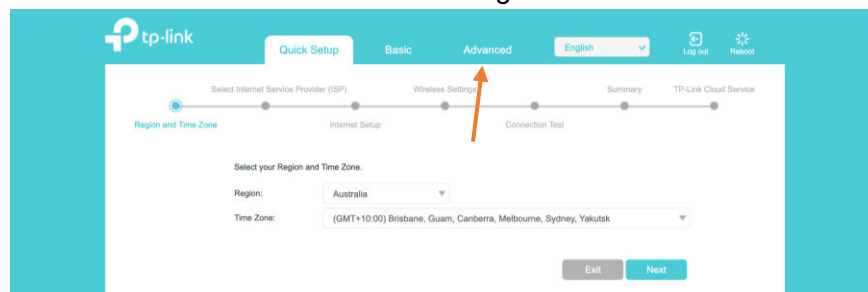 tp-link
Quick Setup Basic Advanced English Log out Reboot
Select Internet Service Provider (ISP) Wireless Settings Summary TP-Link Cloud Service
Region and Time Zone Internet Setup Connection Test
Select your Region and Time Zone.
Region: Australia
Time Zone: (GMT+10:00) Brisbane, Guam, Canberra, Melbourne, Sydney, Yakutsk
Exit Next